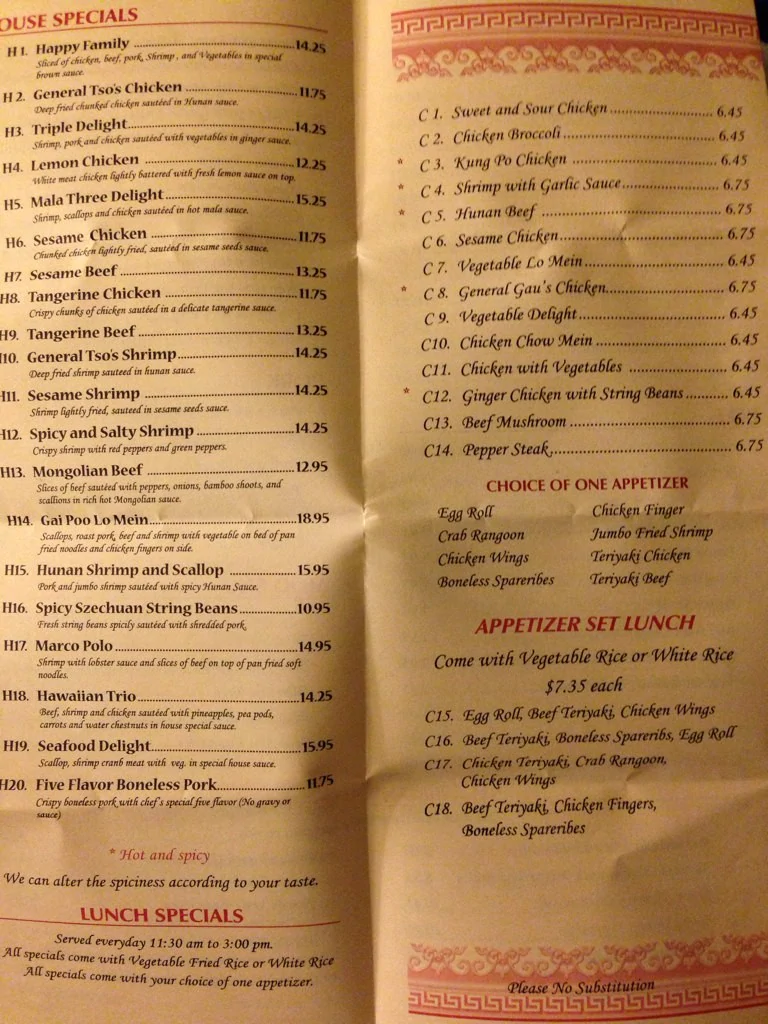 OUSE SPECIALS
H 1. Happy Family ........ 14.25
Sliced of chicken, beef, pork, Shrimp , and Vegetables in special
brown sauce.
H 2. General Tso's Chicken ........ 11.75
Deep fried chunked chicken sautéed in Hunan sauce.
H3. Triple Delight ........ 14.25
Shrimp, pork and chicken sautéed with vegetables in ginger sauce.
H4. Lemon Chicken ........ 12.25
White meat chicken lightly battered with fresh lemon sauce on top.
H5. Mala Three Delight ........ 15.25
Shrimp, scallops and chicken sautéed in hot mala sauce.
H6. Sesame Chicken ........ 11.75
Chunked chicken lightly fried, sautéed in sesame seeds sauce.
H7. Sesame Beef ........ 13.25
H8. Tangerine Chicken ........ 11.75
Crispy chunks of chicken sautéed in a delicate tangerine sauce.
H9. Tangerine Beef ........ 13.25
H10. General Tso's Shrimp ........ 14.25
Deep fried shrimp sauteed in hunan sauce.
H11. Sesame Shrimp ........ 14.25
Shrimp lightly fried, sauteed in sesame seeds sauce.
H12. Spicy and Salty Shrimp ........ 14.25
Crispy shrimp with red peppers and green peppers.
H13. Mongolian Beef ........ 12.95
Slices of beef sautéed with peppers, onions, bamboo shoots, and
scallions in rich hot Mongolian sauce.
H14. Gai Poo Lo Mein ........ 18.95
Scallops, roast pork, beef and shrimp with vegetable on bed of pan
fried noodles and chicken fingers on side.
H15. Hunan Shrimp and Scallop ........ 15.95
Pork and jumbo shrimp sautéed with spicy Hunan Sauce.
H16. Spicy Szechuan String Beans ........ 10.95
Fresh string beans spicily sautéed with shredded pork.
H17. Marco Polo ........ 14.95
Shrimp with lobster sauce and slices of beef on top of pan fried soft
noodles.
H18. Hawaiian Trio ........ 14.25
Beef, shrimp and chicken sautéed with pineapples, pea pods,
carrots and water chestnuts in house special sauce.
H19. Seafood Delight ........ 15.95
Scallop, shrimp cranb meat with veg. in special house sauce.
H20. Five Flavor Boneless Pork ........ 11.75
Crispy boneless pork with chef's special five flavor (No gravy or
sauce)
* Hot and spicy
We can alter the spiciness according to your taste.
LUNCH SPECIALS
Served everyday 11:30 am to 3:00 pm.
All specials come with Vegetable Fried Rice or White Rice
All specials come with your choice of one appetizer.
C 1. Sweet and Sour Chicken ........ 6.45
C 2. Chicken Broccoli ........ 6.45
* C 3. Kung Po Chicken ........ 6.45
* C 4. Shrimp with Garlic Sauce ........ 6.75
* C 5. Hunan Beef ........ 6.75
C 6. Sesame Chicken ........ 6.75
C 7. Vegetable Lo Mein ........ 6.45
* C 8. General Gau's Chicken ........ 6.75
C 9. Vegetable Delight ........ 6.45
C10. Chicken Chow Mein ........ 6.45
C11. Chicken with Vegetables ........ 6.45
* C12. Ginger Chicken with String Beans ........ 6.45
C13. Beef Mushroom ........ 6.75
C14. Pepper Steak ........ 6.75
CHOICE OF ONE APPETIZER
Egg Roll Chicken Finger
Crab Rangoon Jumbo Fried Shrimp
Chicken Wings Teriyaki Chicken
Boneless Spareribes Teriyaki Beef
APPETIZER SET LUNCH
Come with Vegetable Rice or White Rice
$7.35 each
C15. Egg Roll, Beef Teriyaki, Chicken Wings
C16. Beef Teriyaki, Boneless Spareribs, Egg Roll
C17. Chicken Teriyaki, Crab Rangoon,
Chicken Wings
C18. Beef Teriyaki, Chicken Fingers,
Boneless Spareribes
Please No Substitution